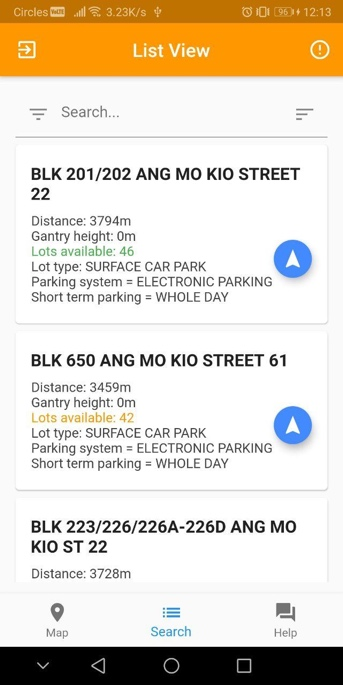 Circles 3.23K/s 96 12:13
List View
Search...
BLK 201/202 ANG MO KIO STREET
22
Distance: 3794m
Gantry height: 0m
Lots available: 46
Lot type: SURFACE CAR PARK
Parking system = ELECTRONIC PARKING
Short term parking = WHOLE DAY
BLK 650 ANG MO KIO STREET 61
Distance: 3459m
Gantry height: 0m
Lots available: 42
Lot type: SURFACE CAR PARK
Parking system = ELECTRONIC PARKING
Short term parking = WHOLE DAY
BLK 223/226/226A-226D ANG MO
KIO ST 22
Distance: 3728m
Map Search Help